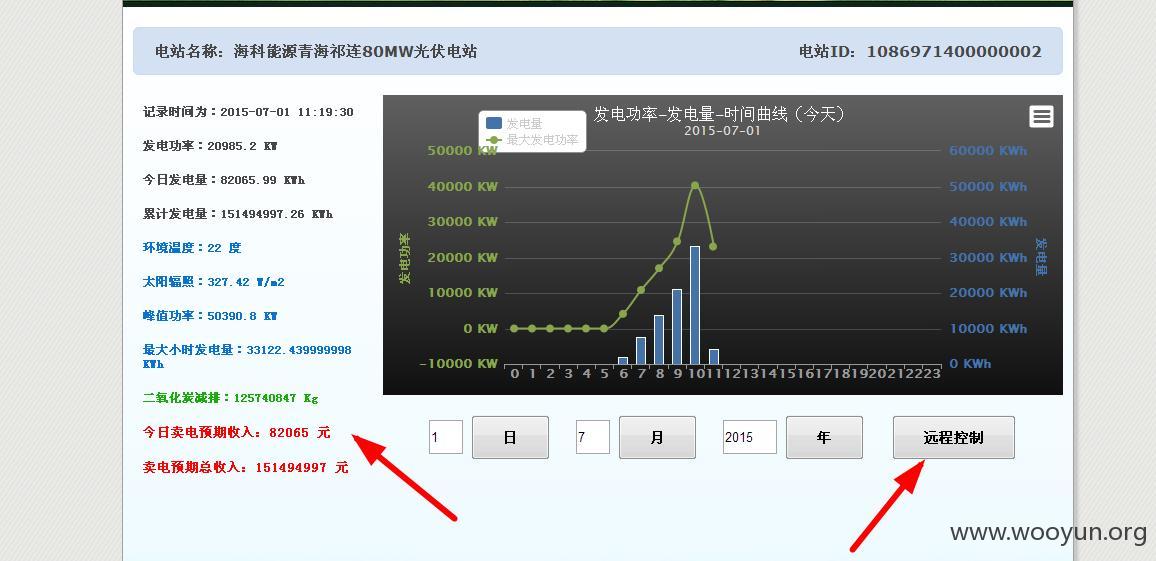 电站名称: 海科能源青海祁连80MW光伏电站
电站ID: 1086971400000002
记录时间为：2015-07-01 11:19:30
发电功率：20985.2 KW
今日发电量：82065.99 KWh
累计发电量：151494997.26 KWh
环境温度：22 度
太阳辐照：327.42 W/m2
峰值功率：50390.8 KW
最大小时发电量：33122.439999998
KWh
二氧化炭减排：125740847 Kg
今日卖电预期收入: 82065 元
卖电预期总收入: 151494997 元
发电功率-发电量-时间曲线（今天）
2015-07-01
发电量
最大发电功率
50000 KW
40000 KW
30000 KW
20000 KW
10000 KW
0 KW
-10000 KW
发电功率
60000 KWh
50000 KWh
40000 KWh
30000 KWh
20000 KWh
10000 KWh
0 KWh
发电量
0 1 2 3 4 5 6 7 8 9 10 11 12 13 14 15 16 17 18 19 20 21 22 23
1 日 7 月 2015 年 远程控制
www.wooyun.org